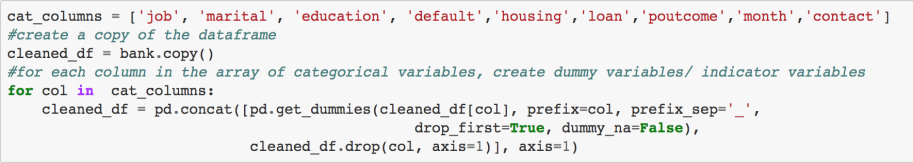 cat_columns = ['job', 'marital', 'education', 'default','housing','loan','poutcome','month','contact']
#create a copy of the dataframe
cleaned_df = bank.copy()
#for each column in the array of categorical variables, create dummy variables/ indicator variables
for col in  cat_columns:
    cleaned_df = pd.concat([pd.get_dummies(cleaned_df[col], prefix=col, prefix_sep='_',
                                           drop_first=True, dummy_na=False),
                          cleaned_df.drop(col, axis=1)], axis=1)